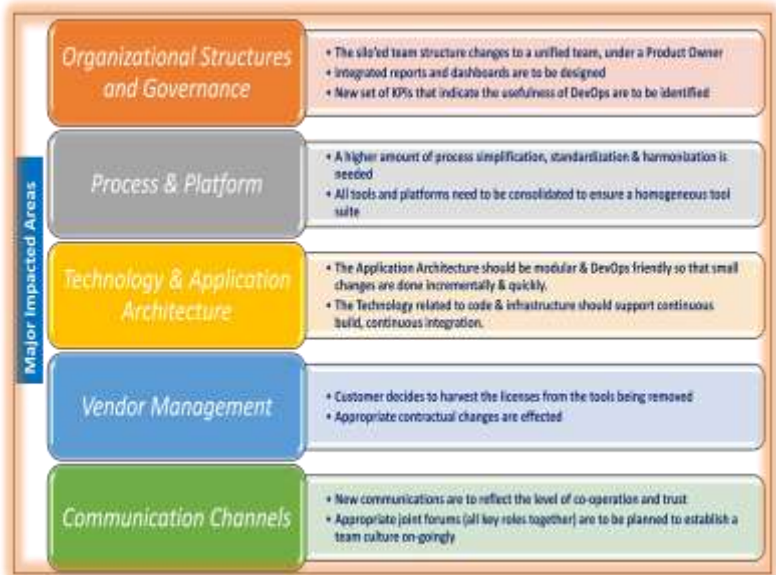 Major Impacted Areas
Organizational Structures
and Governance
• The silo'ed team structure changes to a unified team, under a Product Owner
• Integrated reports and dashboards are to be designed
• New set of KPIs that indicate the usefulness of DevOps are to be identified
Process & Platform
• A higher amount of process simplification, standardization & harmonization is
needed
• All tools and platforms need to be consolidated to ensure a homogeneous tool
suite
Technology & Application
Architecture
• The Application Architecture should be modular & DevOps friendly so that small
changes are done incrementally & quickly.
• The Technology related to code & infrastructure should support continuous
build, continuous integration.
Vendor Management
• Customer decides to harvest the licenses from the tools being removed
• Appropriate contractual changes are effected
Communication Channels
• New communications are to reflect the level of co-operation and trust
• Appropriate joint forums (all key roles together) are to be planned to establish a
team culture on-goingly